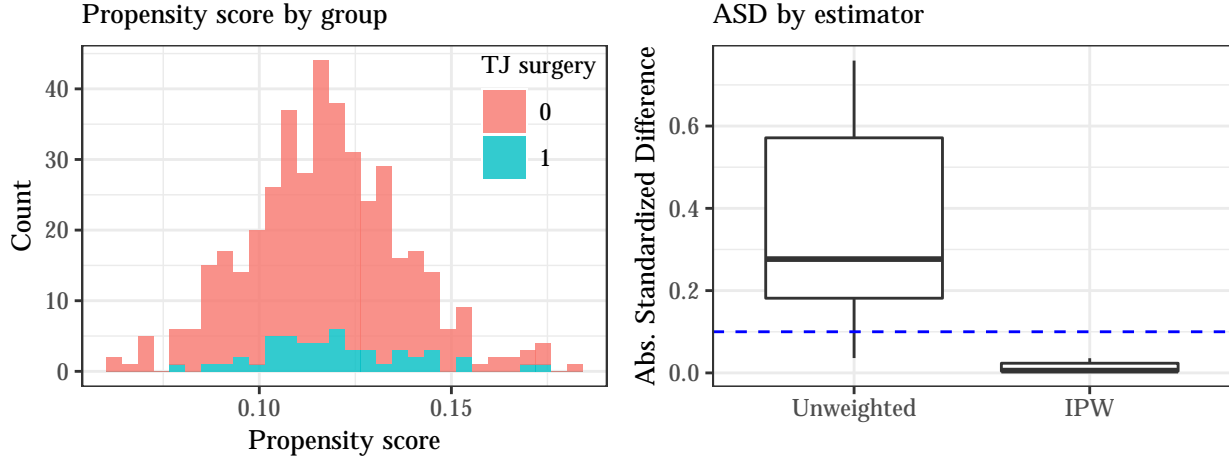 Propensity score by group
TJ surgery
0
1
40
30
20
10
0
Count
0.10
0.15
Propensity score
ASD by estimator
Abs. Standardized Difference
0.6
0.4
0.2
0.0
Unweighted
IPW